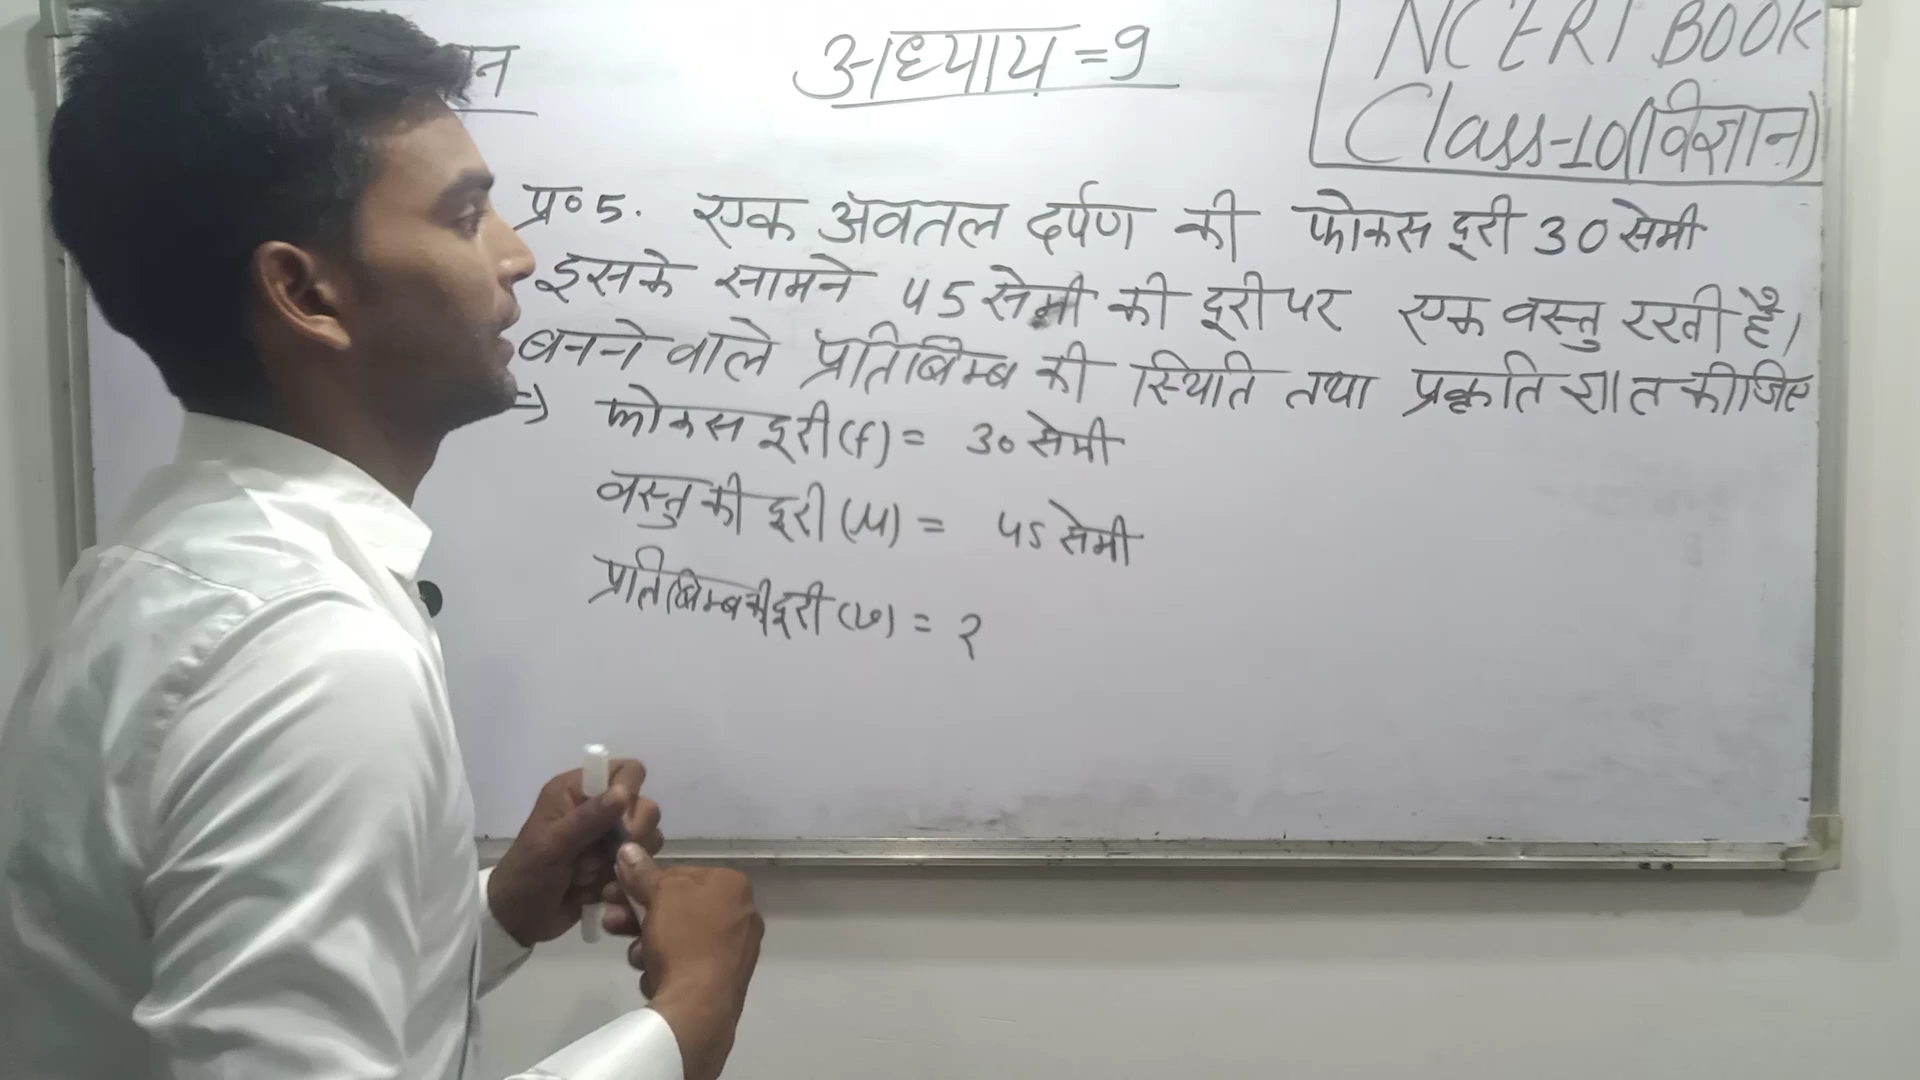 न
अध्याय = 9
NCERT BOOK
Class-10(विज्ञान)
प्र० 5. एक अवतल दर्पण की फोकस दूरी 30 सेमी
इसके सामने 45 सेमी की दूरी पर एक वस्तु रखी है।
बनने वाले प्रतिबिम्ब की स्थिति तथा प्रकृति ज्ञात कीजिए
=> फोकस दूरी (f) = 30 सेमी
वस्तु की दूरी (u) = 45 सेमी
प्रतिबिम्ब की दूरी (v) = ?